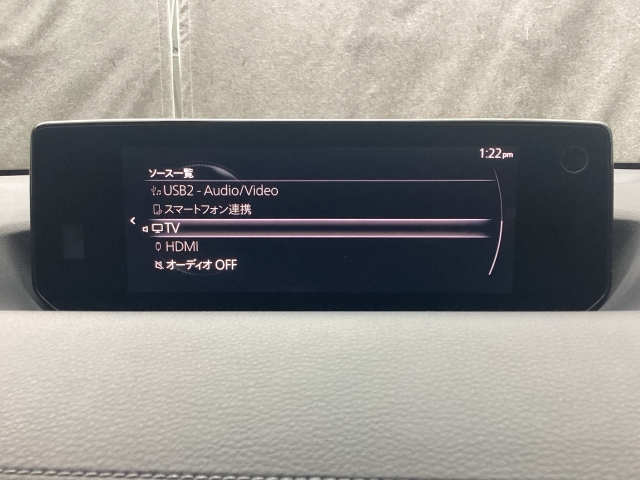 1:22pm
ソース一覧
USB2 - Audio/Video
スマートフォン連携
TV
HDMI
オーディオ OFF